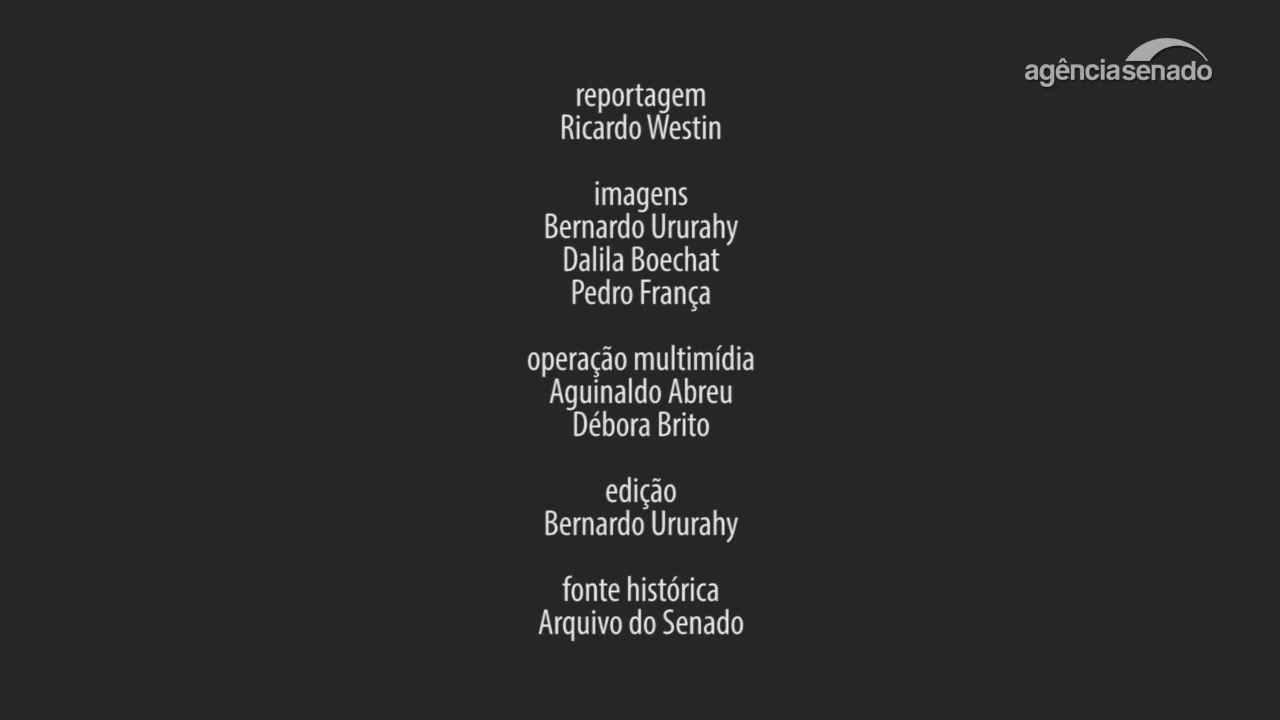 agênciasenado
reportagem
Ricardo Westin
imagens
Bernardo Ururahy
Dalila Boechat
Pedro França
operação multimídia
Aguinaldo Abreu
Débora Brito
edição
Bernardo Ururahy
fonte histórica
Arquivo do Senado